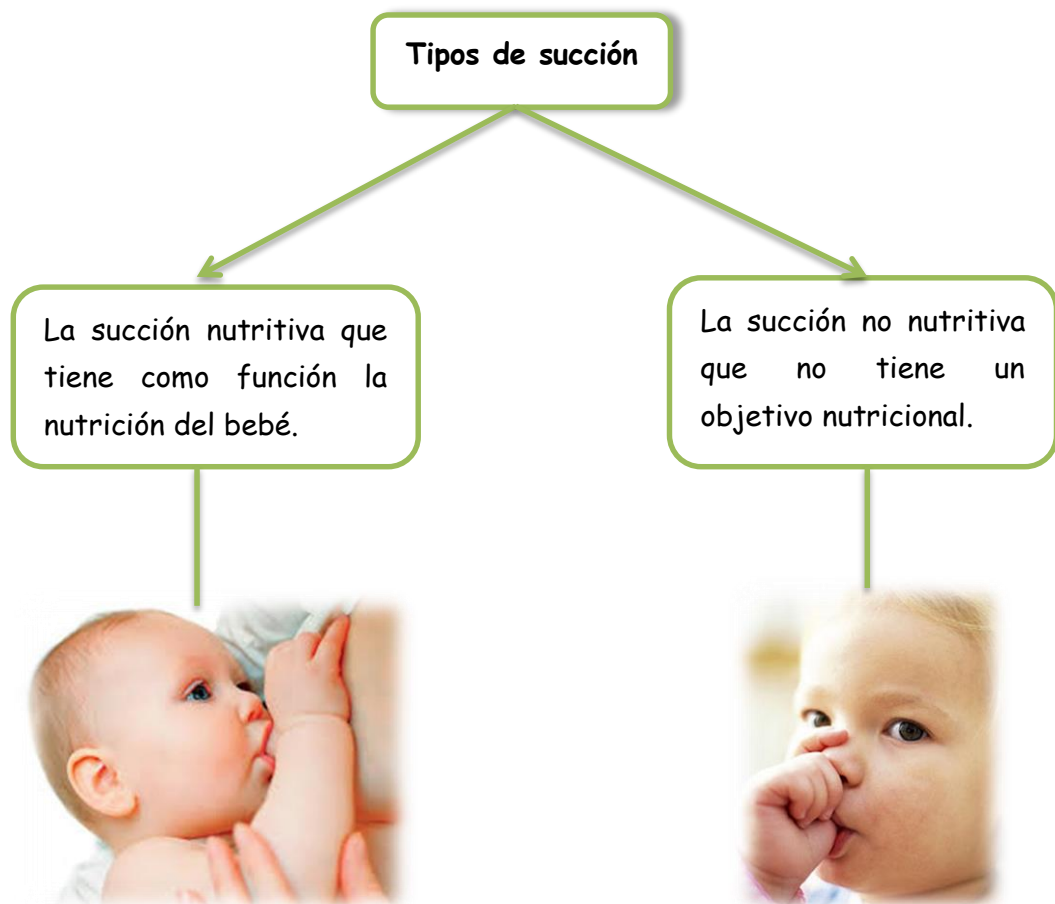 Tipos de succión
La succión nutritiva que
tiene como función la
nutrición del bebé.
La succión no nutritiva
que no tiene un
objetivo nutricional.